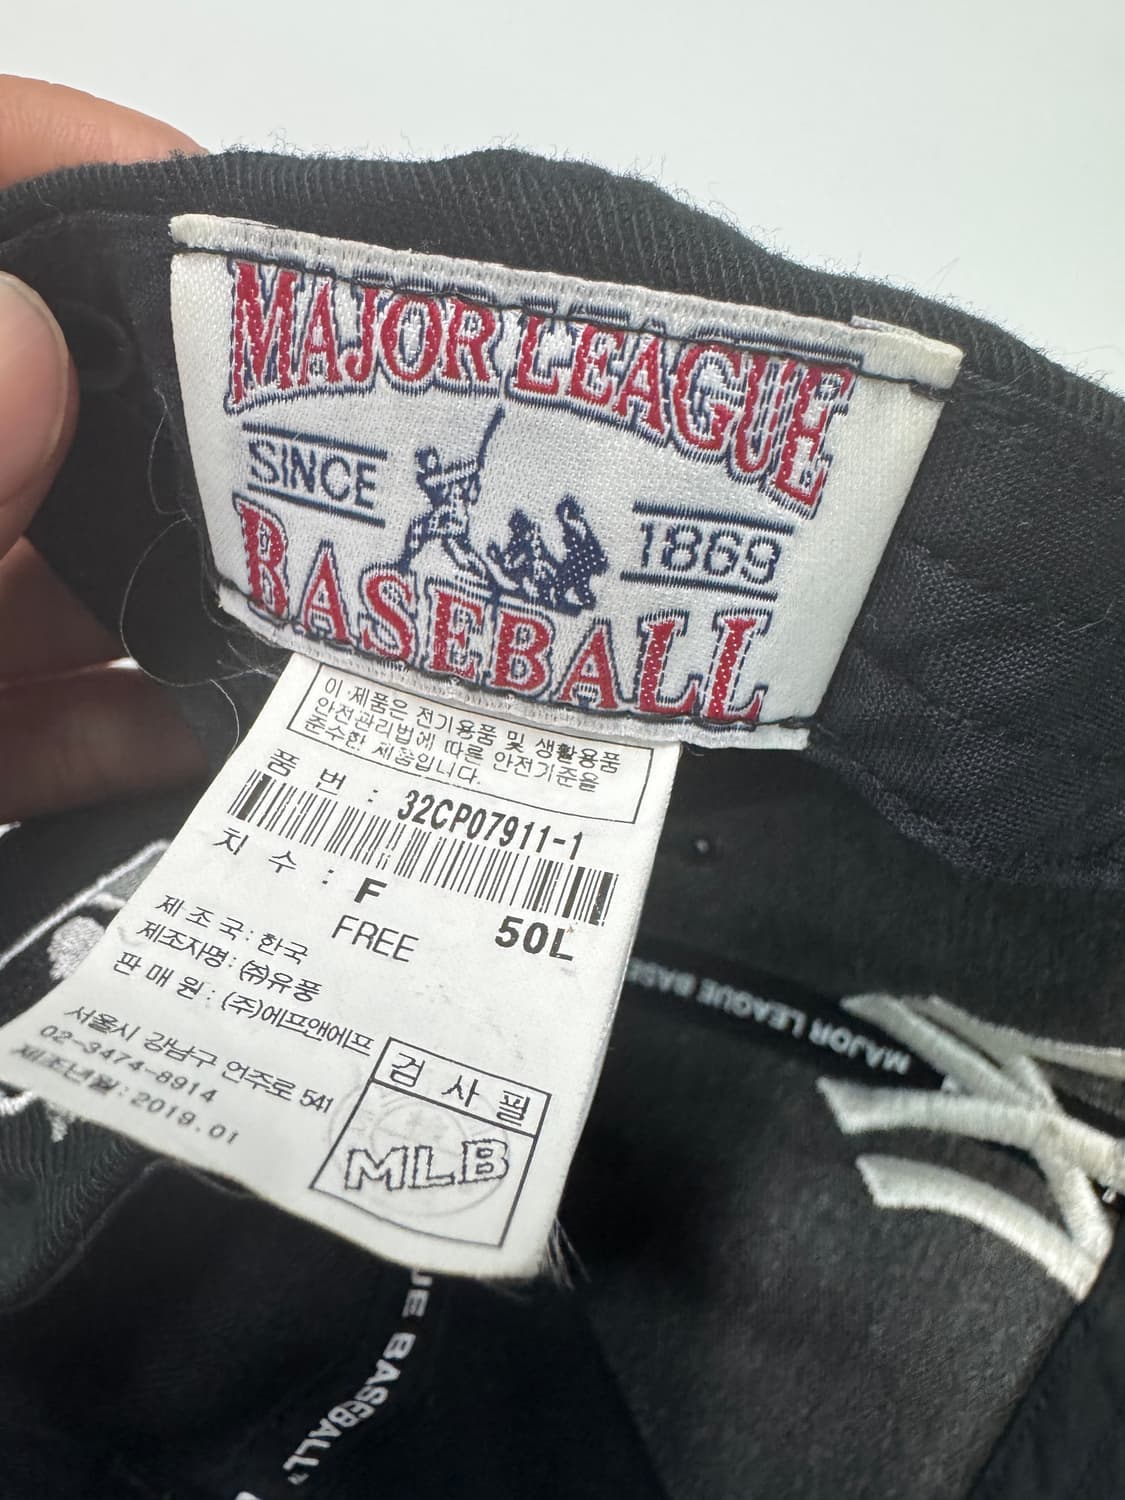 MAJOR LEAGUE
SINCE 1869
BASEBALL
이 제품은 전기용품 및 생활용품
안전관리법에 따른 안전기준을
준수한 제품입니다.
품 번 : 32CP07911-1
치 수 : F 50L
FREE
제 조 국 : 한국
제조자명 : ㈜유풍
판 매 원 : (주)에프앤에프
서울시 강남구 언주로 541
02-3474-8914
제조년월 : 2019.01
검 사 필
MLB
MAJOR LEAGUE BASE
UE BASEBALL